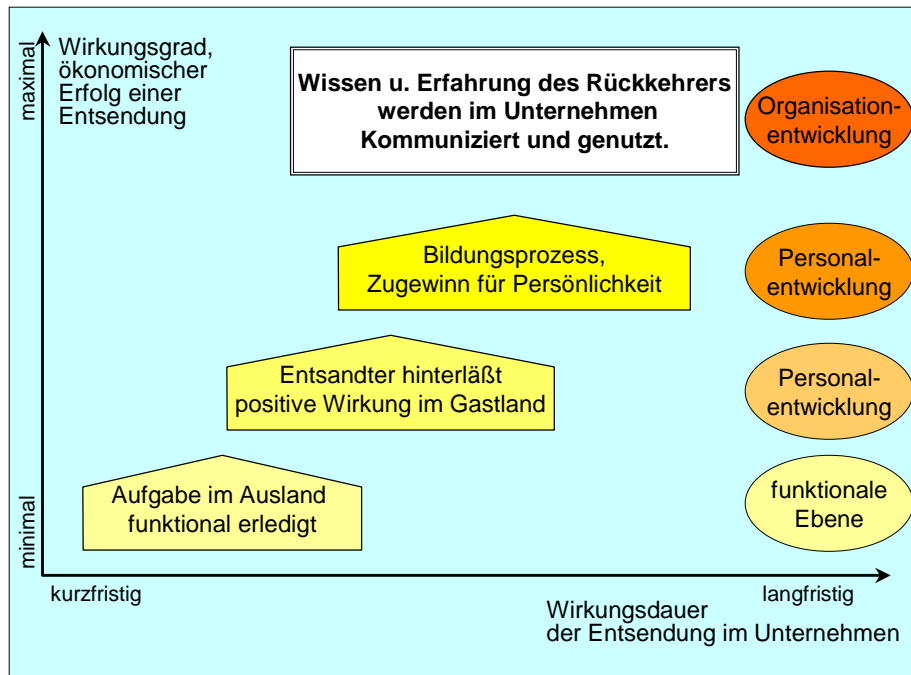 maximal
Wirkungsgrad,
ökonomischer
Erfolg einer
Entsendung
Wissen u. Erfahrung des Rückkehrers
werden im Unternehmen
Kommuniziert und genutzt.
Organisation-
entwicklung
Bildungsprozess,
Zugewinn für Persönlichkeit
Personal-
entwicklung
Entsandter hinterläßt
positive Wirkung im Gastland
Personal-
entwicklung
Aufgabe im Ausland
funktional erledigt
funktionale
Ebene
minimal
kurzfristig
langfristig
Wirkungsdauer
der Entsendung im Unternehmen